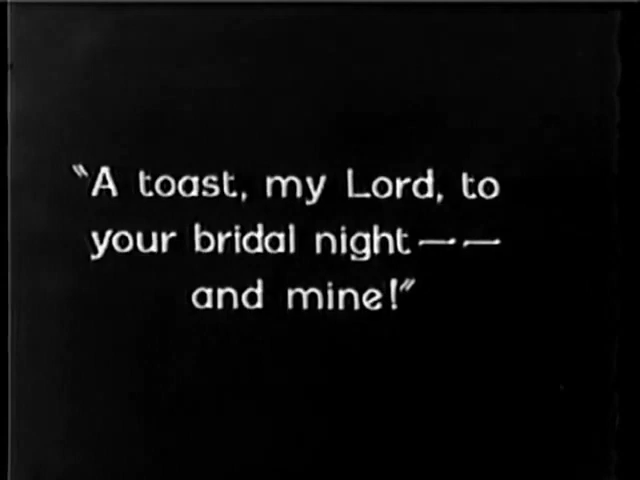 "A toast, my Lord, to
your bridal night——
and mine!"